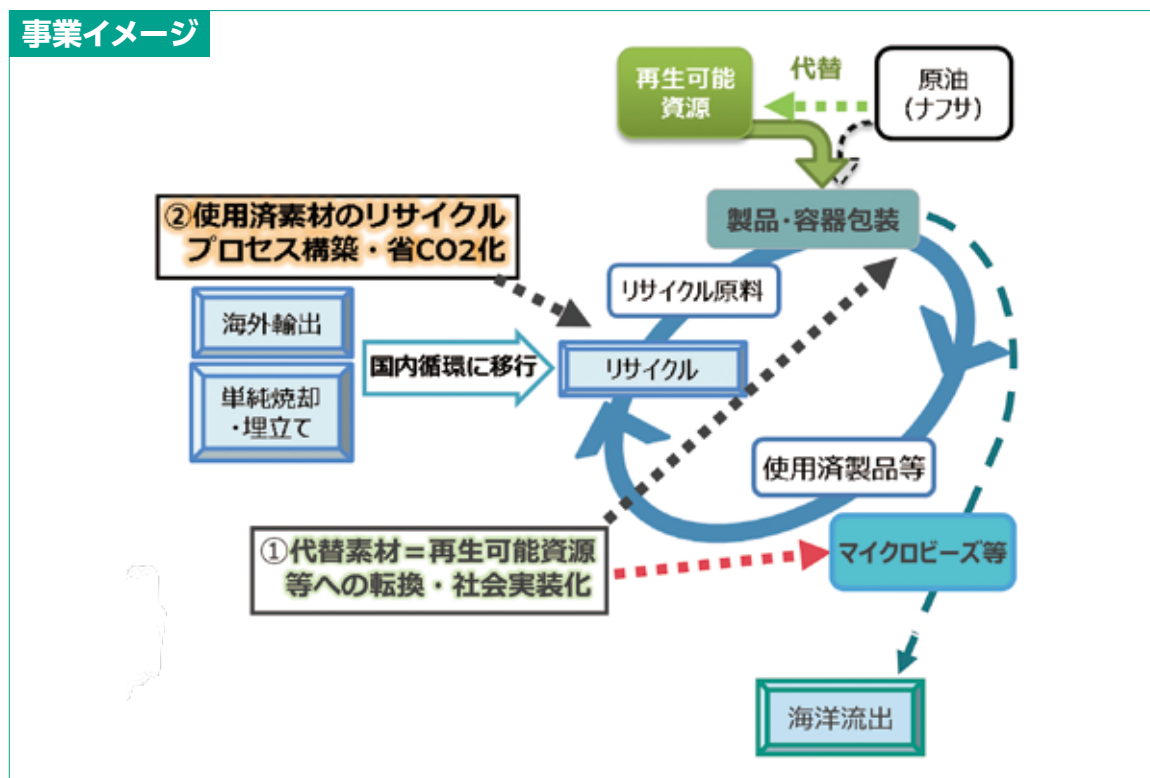 事業イメージ
再生可能
資源
代替
原油
(ナフサ)
製品・容器包装
②使用済素材のリサイクル
プロセス構築・省CO2化
リサイクル原料
海外輸出
国内循環に移行
リサイクル
単純焼却
・埋立て
使用済製品等
①代替素材=再生可能資源
等への転換・社会実装化
マイクロビーズ等
海洋流出